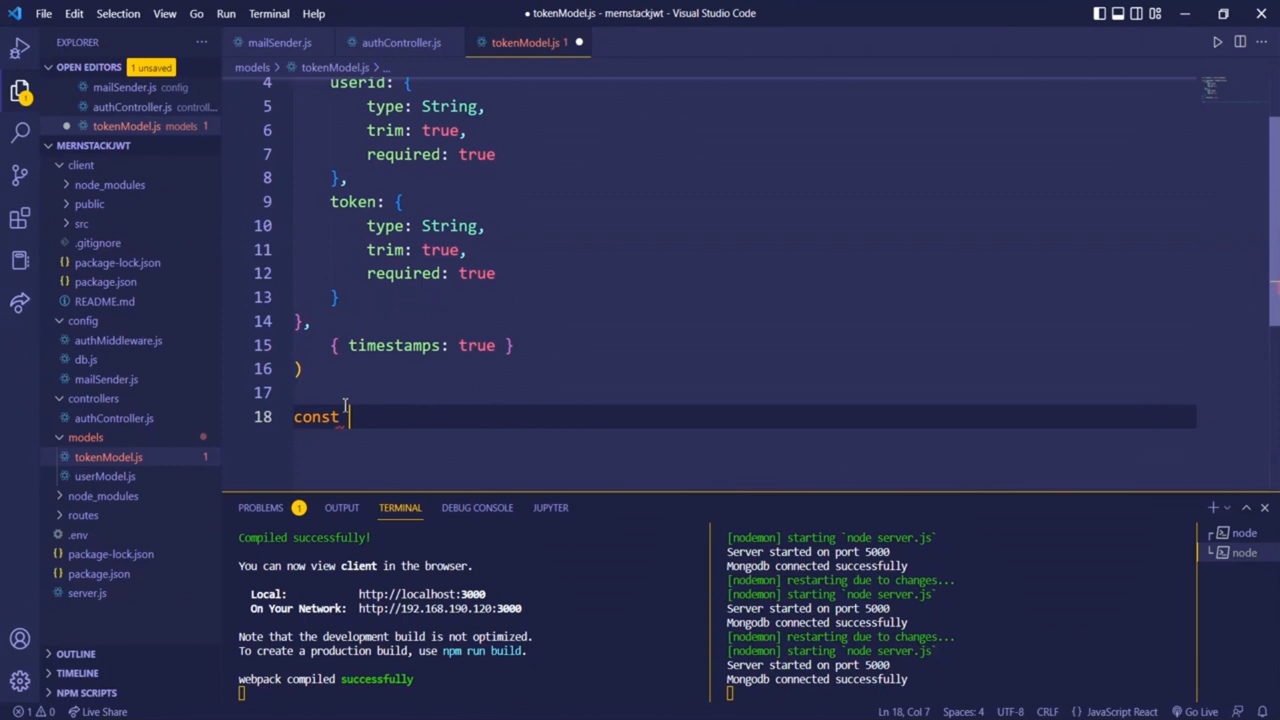 File Edit Selection View Go Run Terminal Help
● tokenModel.js - mernstackjwt - Visual Studio Code
EXPLORER
OPEN EDITORS 1 unsaved
mailSender.js config
authController.js controll...
tokenModel.js models 1
MERNSTACKJWT
client
node_modules
public
src
.gitignore
package-lock.json
package.json
README.md
config
authMiddleware.js
db.js
mailSender.js
controllers
authController.js
models
tokenModel.js 1
userModel.js
node_modules
routes
.env
package-lock.json
package.json
server.js
OUTLINE
TIMELINE
NPM SCRIPTS
mailSender.js authController.js tokenModel.js 1
models > tokenModel.js > ...
4 userid: {
5 type: String,
6 trim: true,
7 required: true
8 },
9 token: {
10 type: String,
11 trim: true,
12 required: true
13 }
14 },
15 { timestamps: true }
16 )
17
18 const
PROBLEMS 1 OUTPUT TERMINAL DEBUG CONSOLE JUPYTER
Compiled successfully!
You can now view client in the browser.
Local: http://localhost:3000
On Your Network: http://192.168.190.120:3000
Note that the development build is not optimized.
To create a production build, use npm run build.
webpack compiled successfully
[nodemon] starting `node server.js`
Server started on port 5000
Mongodb connected successfully
[nodemon] restarting due to changes...
[nodemon] starting `node server.js`
Server started on port 5000
Mongodb connected successfully
[nodemon] restarting due to changes...
[nodemon] starting `node server.js`
Server started on port 5000
Mongodb connected successfully
node
node
1 0 Live Share
Ln 18, Col 7 Spaces: 4 UTF-8 CRLF {} JavaScript React Go Live